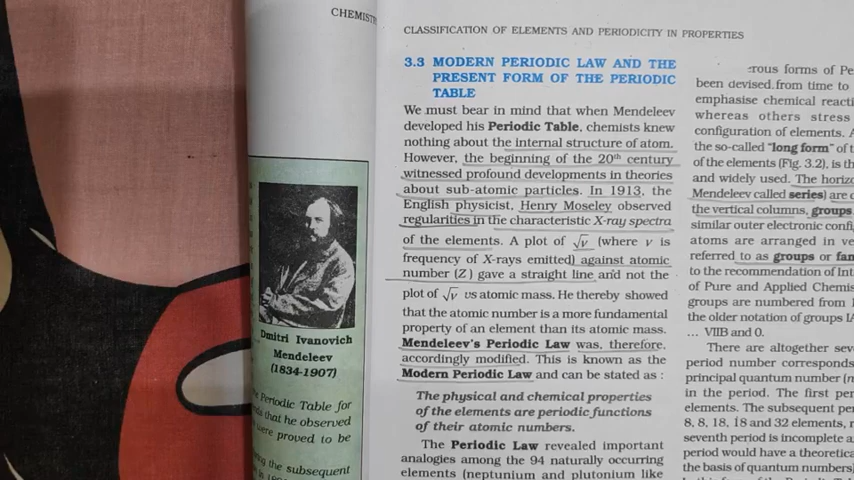 CHEMIST
Dmitri Ivanovich
Mendeleev
(1834-1907)
Periodic Table for
that he observed
were proved to be
the subsequent
CLASSIFICATION OF ELEMENTS AND PERIODICITY IN PROPERTIES
3.3 MODERN PERIODIC LAW AND THE
PRESENT FORM OF THE PERIODIC
TABLE
We must bear in mind that when Mendeleev
developed his Periodic Table, chemists knew
nothing about the internal structure of atom.
However, the beginning of the 20th century
witnessed profound developments in theories
about sub-atomic particles. In 1913, the
English physicist, Henry Moseley observed
regularities in the characteristic X-ray spectra
of the elements. A plot of √ν (where ν is
frequency of X-rays emitted) against atomic
number (Z) gave a straight line and not the
plot of √ν vs atomic mass. He thereby showed
that the atomic number is a more fundamental
property of an element than its atomic mass.
Mendeleev's Periodic Law was, therefore,
accordingly modified. This is known as the
Modern Periodic Law and can be stated as :
The physical and chemical properties
of the elements are periodic functions
of their atomic numbers.
The Periodic Law revealed important
analogies among the 94 naturally occurring
elements (neptunium and plutonium like
rous forms of Pe
been devised from time to
emphasise chemical reacti
whereas others stress
configuration of elements. A
the so-called "long form" of t
of the elements (Fig. 3.2), is th
and widely used. The horizo
Mendeleev called series) are c
the vertical columns, groups
similar outer electronic confi
atoms are arranged in ve
referred to as groups or fam
to the recommendation of Int
of Pure and Applied Chemis
groups are numbered from
the older notation of groups IA
... VIIB and 0.
There are altogether seve
period number corresponds
principal quantum number (n
in the period. The first per
elements. The subsequent per
8, 8, 18, 18 and 32 elements, r
seventh period is incomplete a
period would have a theoretica
the basis of quantum numbers)